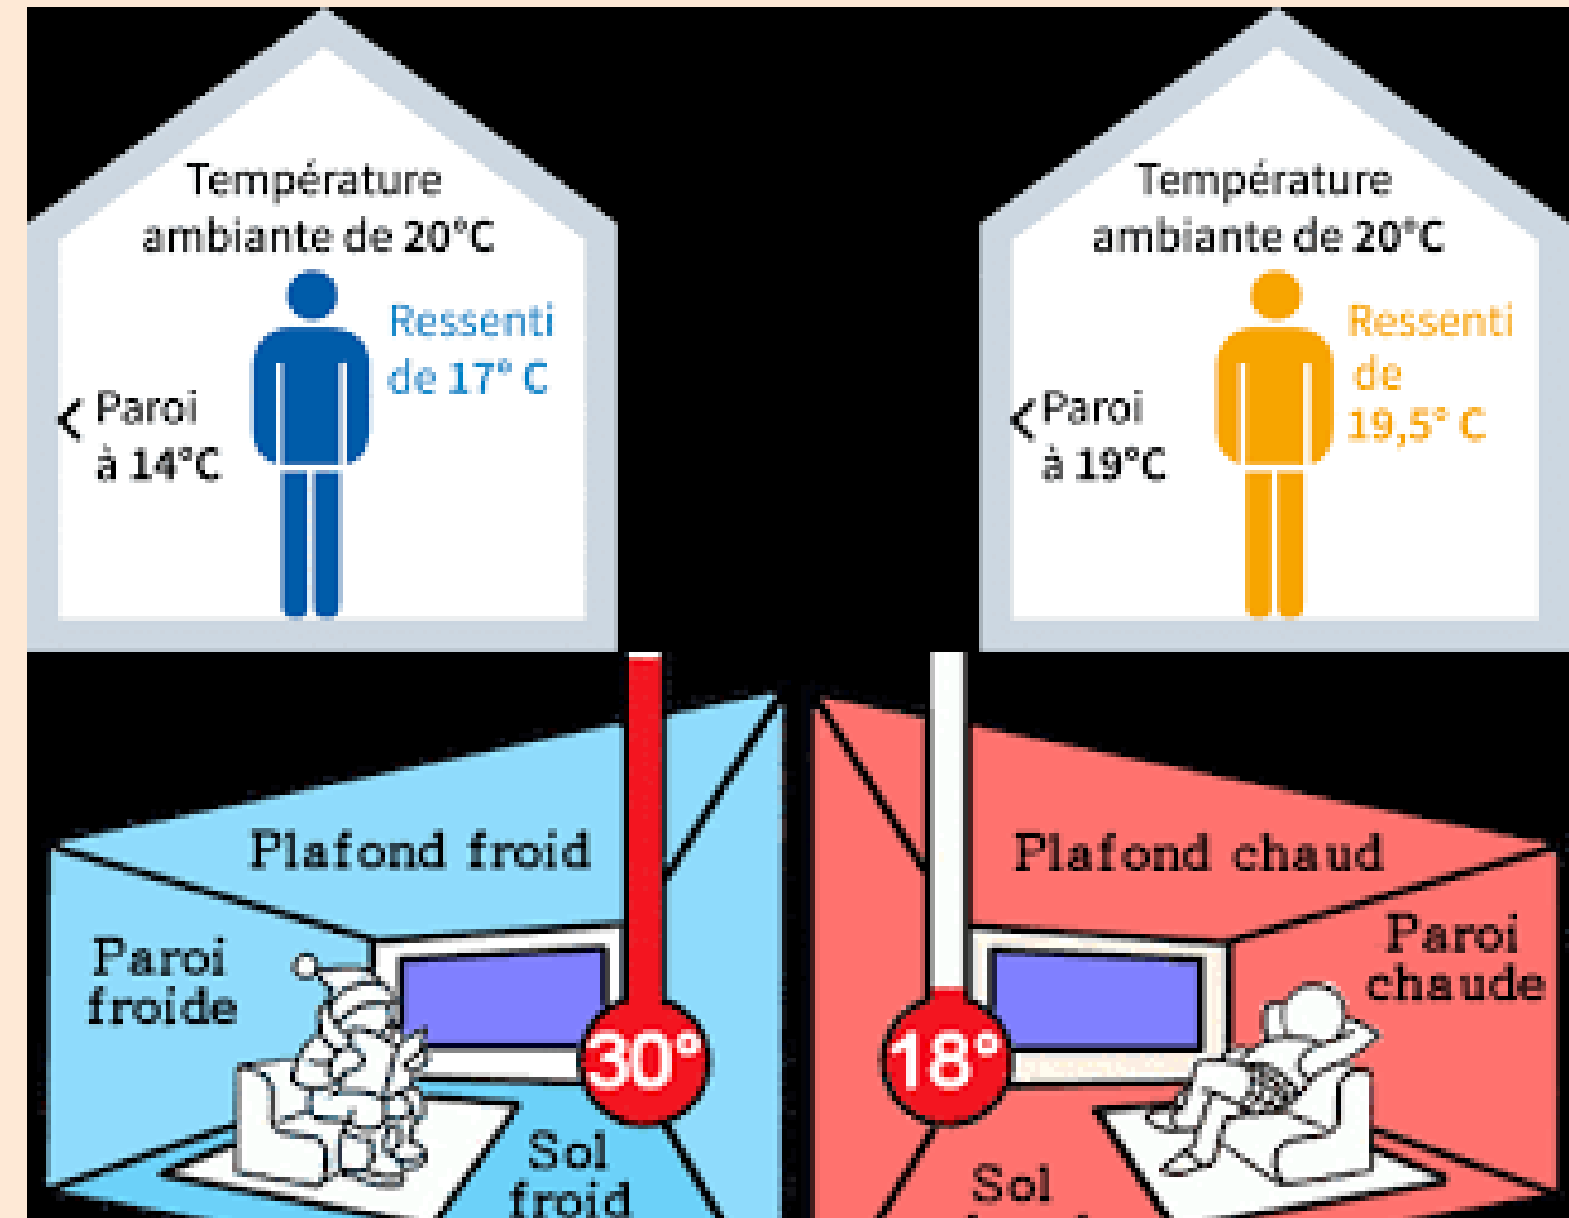 Température
ambiante de 20°C
Ressenti
de 17° C
Paroi
à 14°C
Température
ambiante de 20°C
Ressenti
de
19,5° C
Paroi
à 19°C
Plafond froid
Paroi
froide
30°
Sol
froid
Plafond chaud
Paroi
chaude
18°
Sol